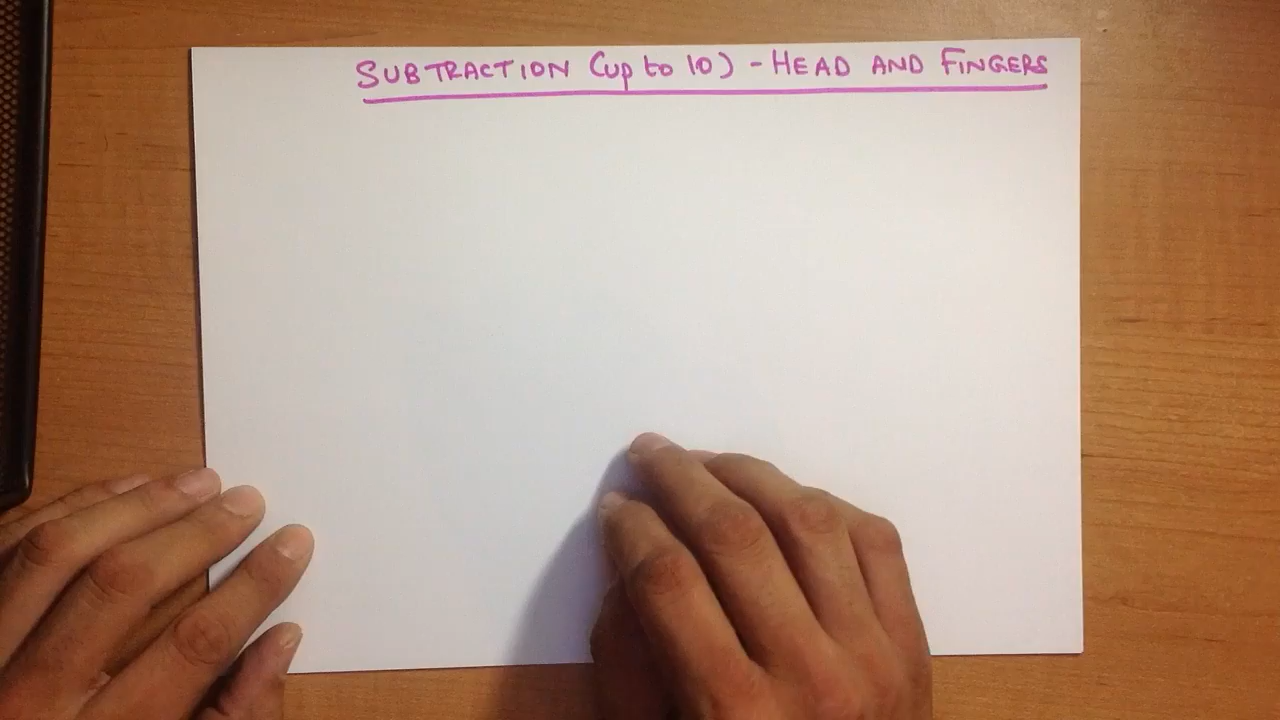 SUBTRACTION (up to 10) - HEAD AND FINGERS